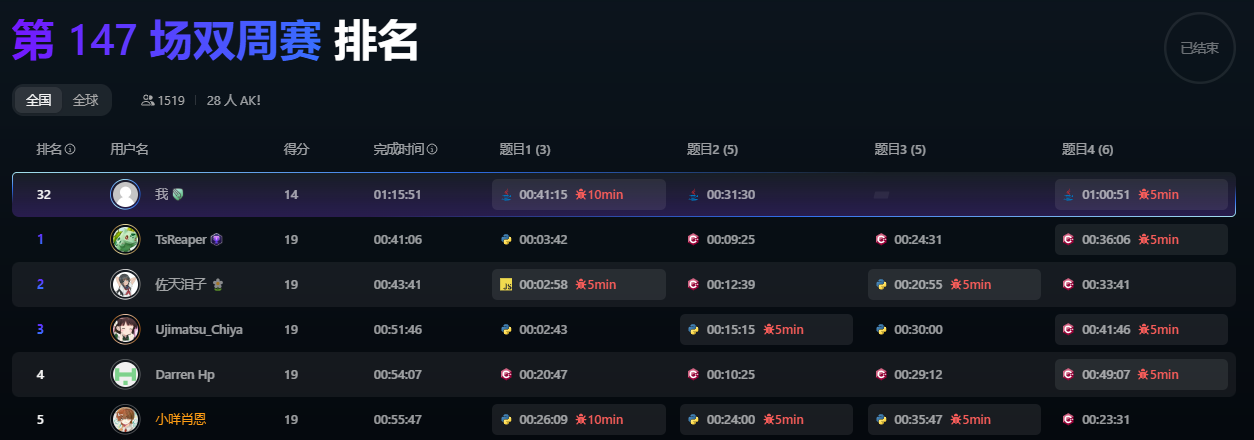 第 147 场双周赛 排名
已结束
全国 全球 1519 28 人 AK!
排名 用户名 得分 完成时间 题目1 (3) 题目2 (5) 题目3 (5) 题目4 (6)
32 我 14 01:15:51 00:41:15 10min 00:31:30 01:00:51 5min
1 TsReaper 19 00:41:06 00:03:42 00:09:25 00:24:31 00:36:06 5min
2 佐天泪子 19 00:43:41 JS 00:02:58 5min 00:12:39 00:20:55 5min 00:33:41
3 Ujimatsu_Chiya 19 00:51:46 00:02:43 00:15:15 5min 00:30:00 00:41:46 5min
4 Darren Hp 19 00:54:07 00:20:47 00:10:25 00:29:12 00:49:07 5min
5 小咩肖恩 19 00:55:47 00:26:09 10min 00:24:00 5min 00:35:47 5min 00:23:31